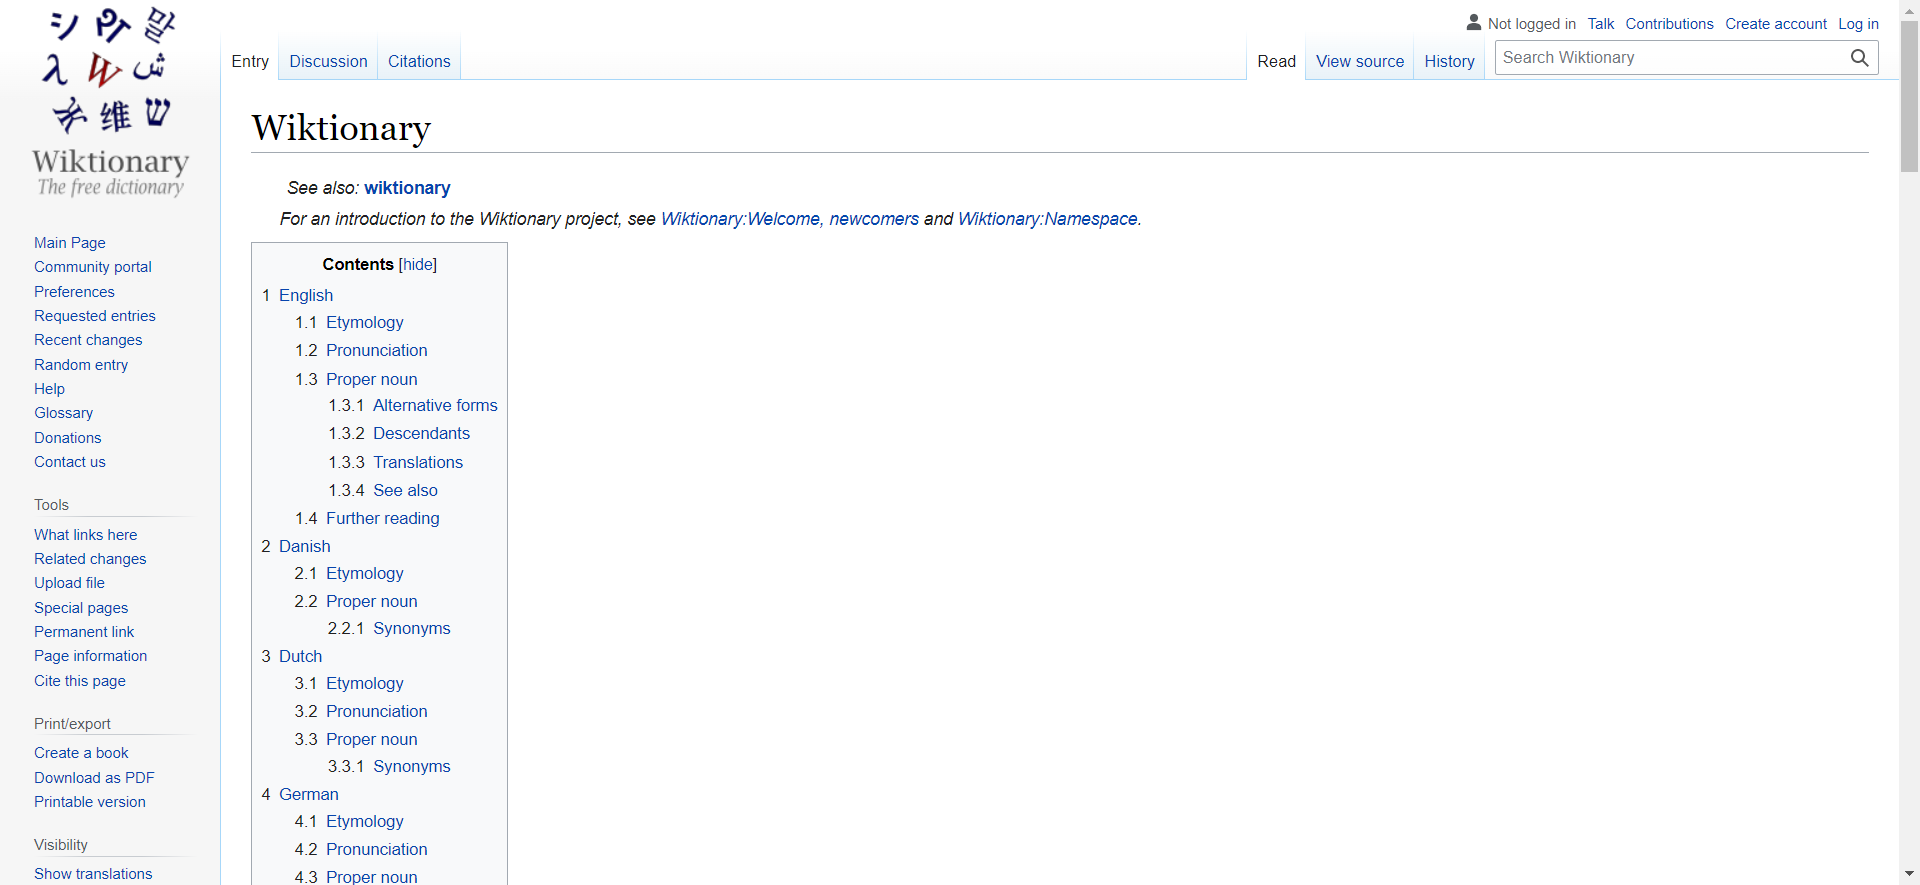 シ 말
λ W ش
维 ש
Wiktionary
The free dictionary
Not logged in Talk Contributions Create account Log in
Entry Discussion Citations Read View source History Search Wiktionary
Wiktionary
See also: wiktionary
For an introduction to the Wiktionary project, see Wiktionary:Welcome, newcomers and Wiktionary:Namespace.
Contents [hide]
1 English
1.1 Etymology
1.2 Pronunciation
1.3 Proper noun
1.3.1 Alternative forms
1.3.2 Descendants
1.3.3 Translations
1.3.4 See also
1.4 Further reading
2 Danish
2.1 Etymology
2.2 Proper noun
2.2.1 Synonyms
3 Dutch
3.1 Etymology
3.2 Pronunciation
3.3 Proper noun
3.3.1 Synonyms
4 German
4.1 Etymology
4.2 Pronunciation
4.3 Proper noun
Main Page
Community portal
Preferences
Requested entries
Recent changes
Random entry
Help
Glossary
Donations
Contact us
Tools
What links here
Related changes
Upload file
Special pages
Permanent link
Page information
Cite this page
Print/export
Create a book
Download as PDF
Printable version
Visibility
Show translations